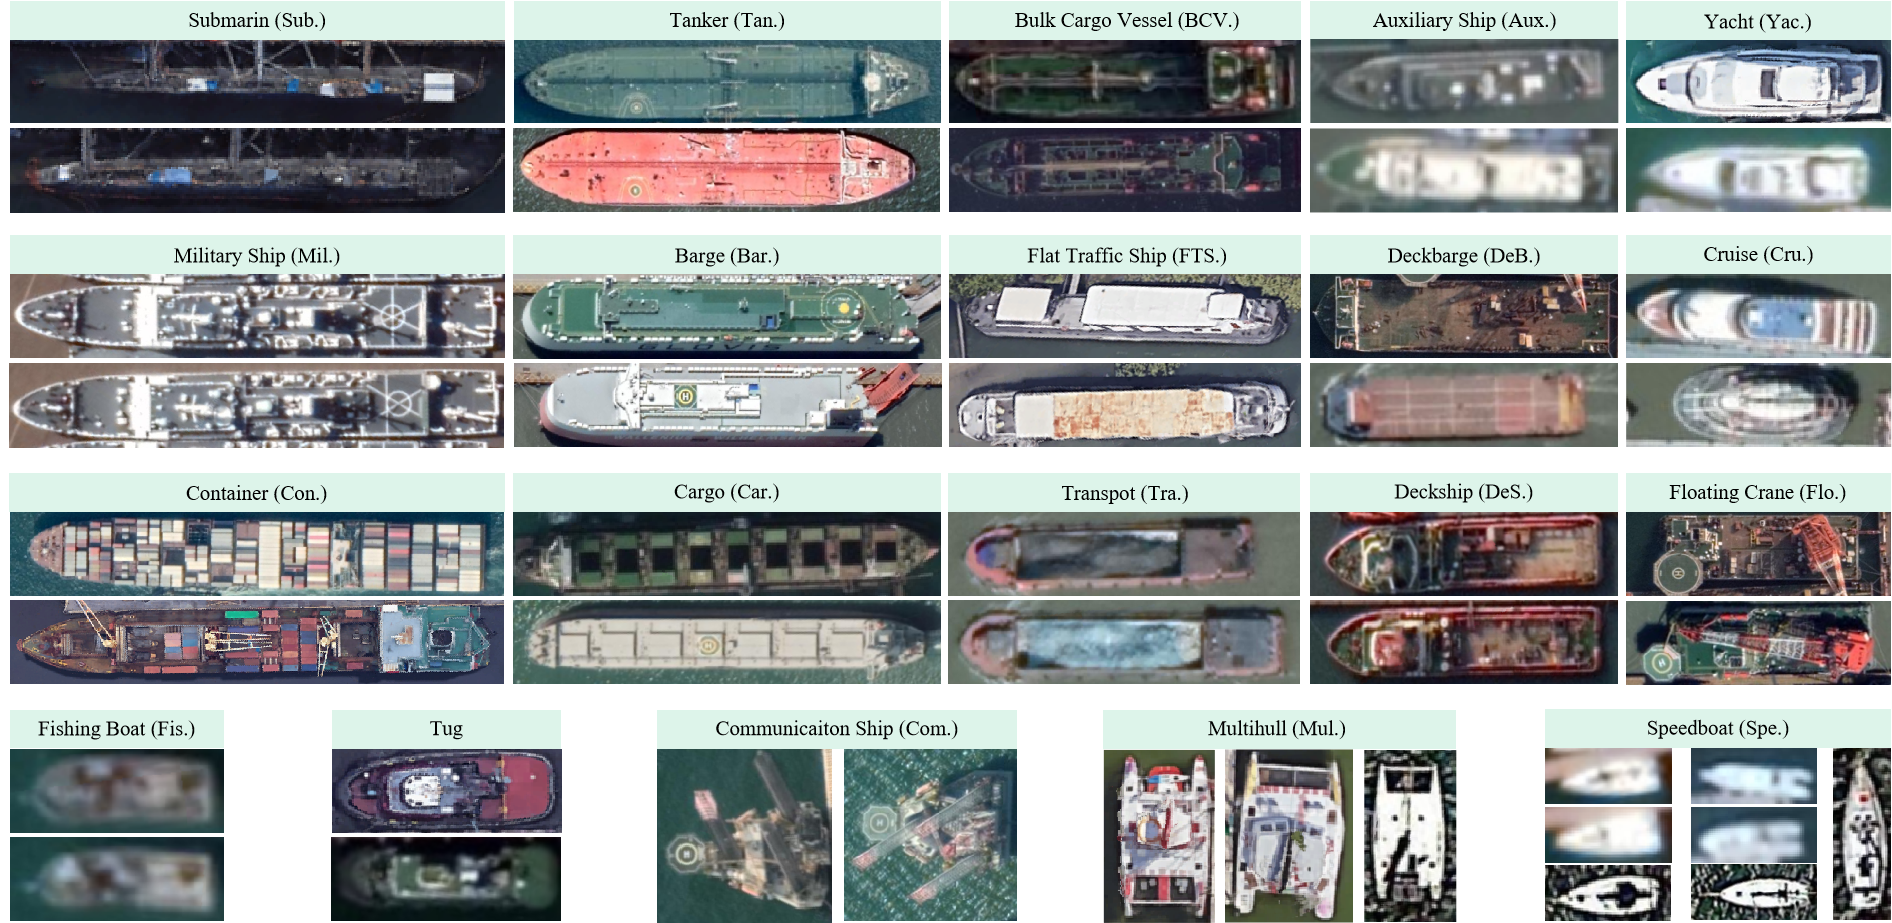 Submarin (Sub.)
Tanker (Tan.)
Bulk Cargo Vessel (BCV.)
Auxiliary Ship (Aux.)
Yacht (Yac.)
Military Ship (Mil.)
Barge (Bar.)
Flat Traffic Ship (FTS.)
Deckbarge (DeB.)
Cruise (Cru.)
Container (Con.)
Cargo (Car.)
Transpot (Tra.)
Deckship (DeS.)
Floating Crane (Flo.)
Fishing Boat (Fis.)
Tug
Communicaiton Ship (Com.)
Multihull (Mul.)
Speedboat (Spe.)